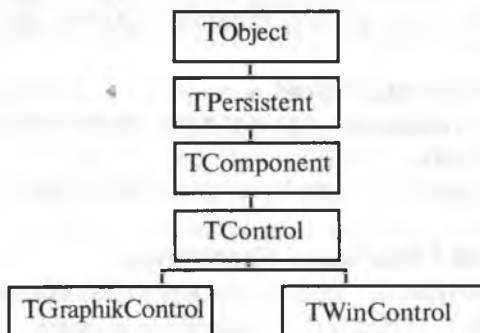 TObject
TPersistent
TComponent
TControl
TGraphikControl TWinControl